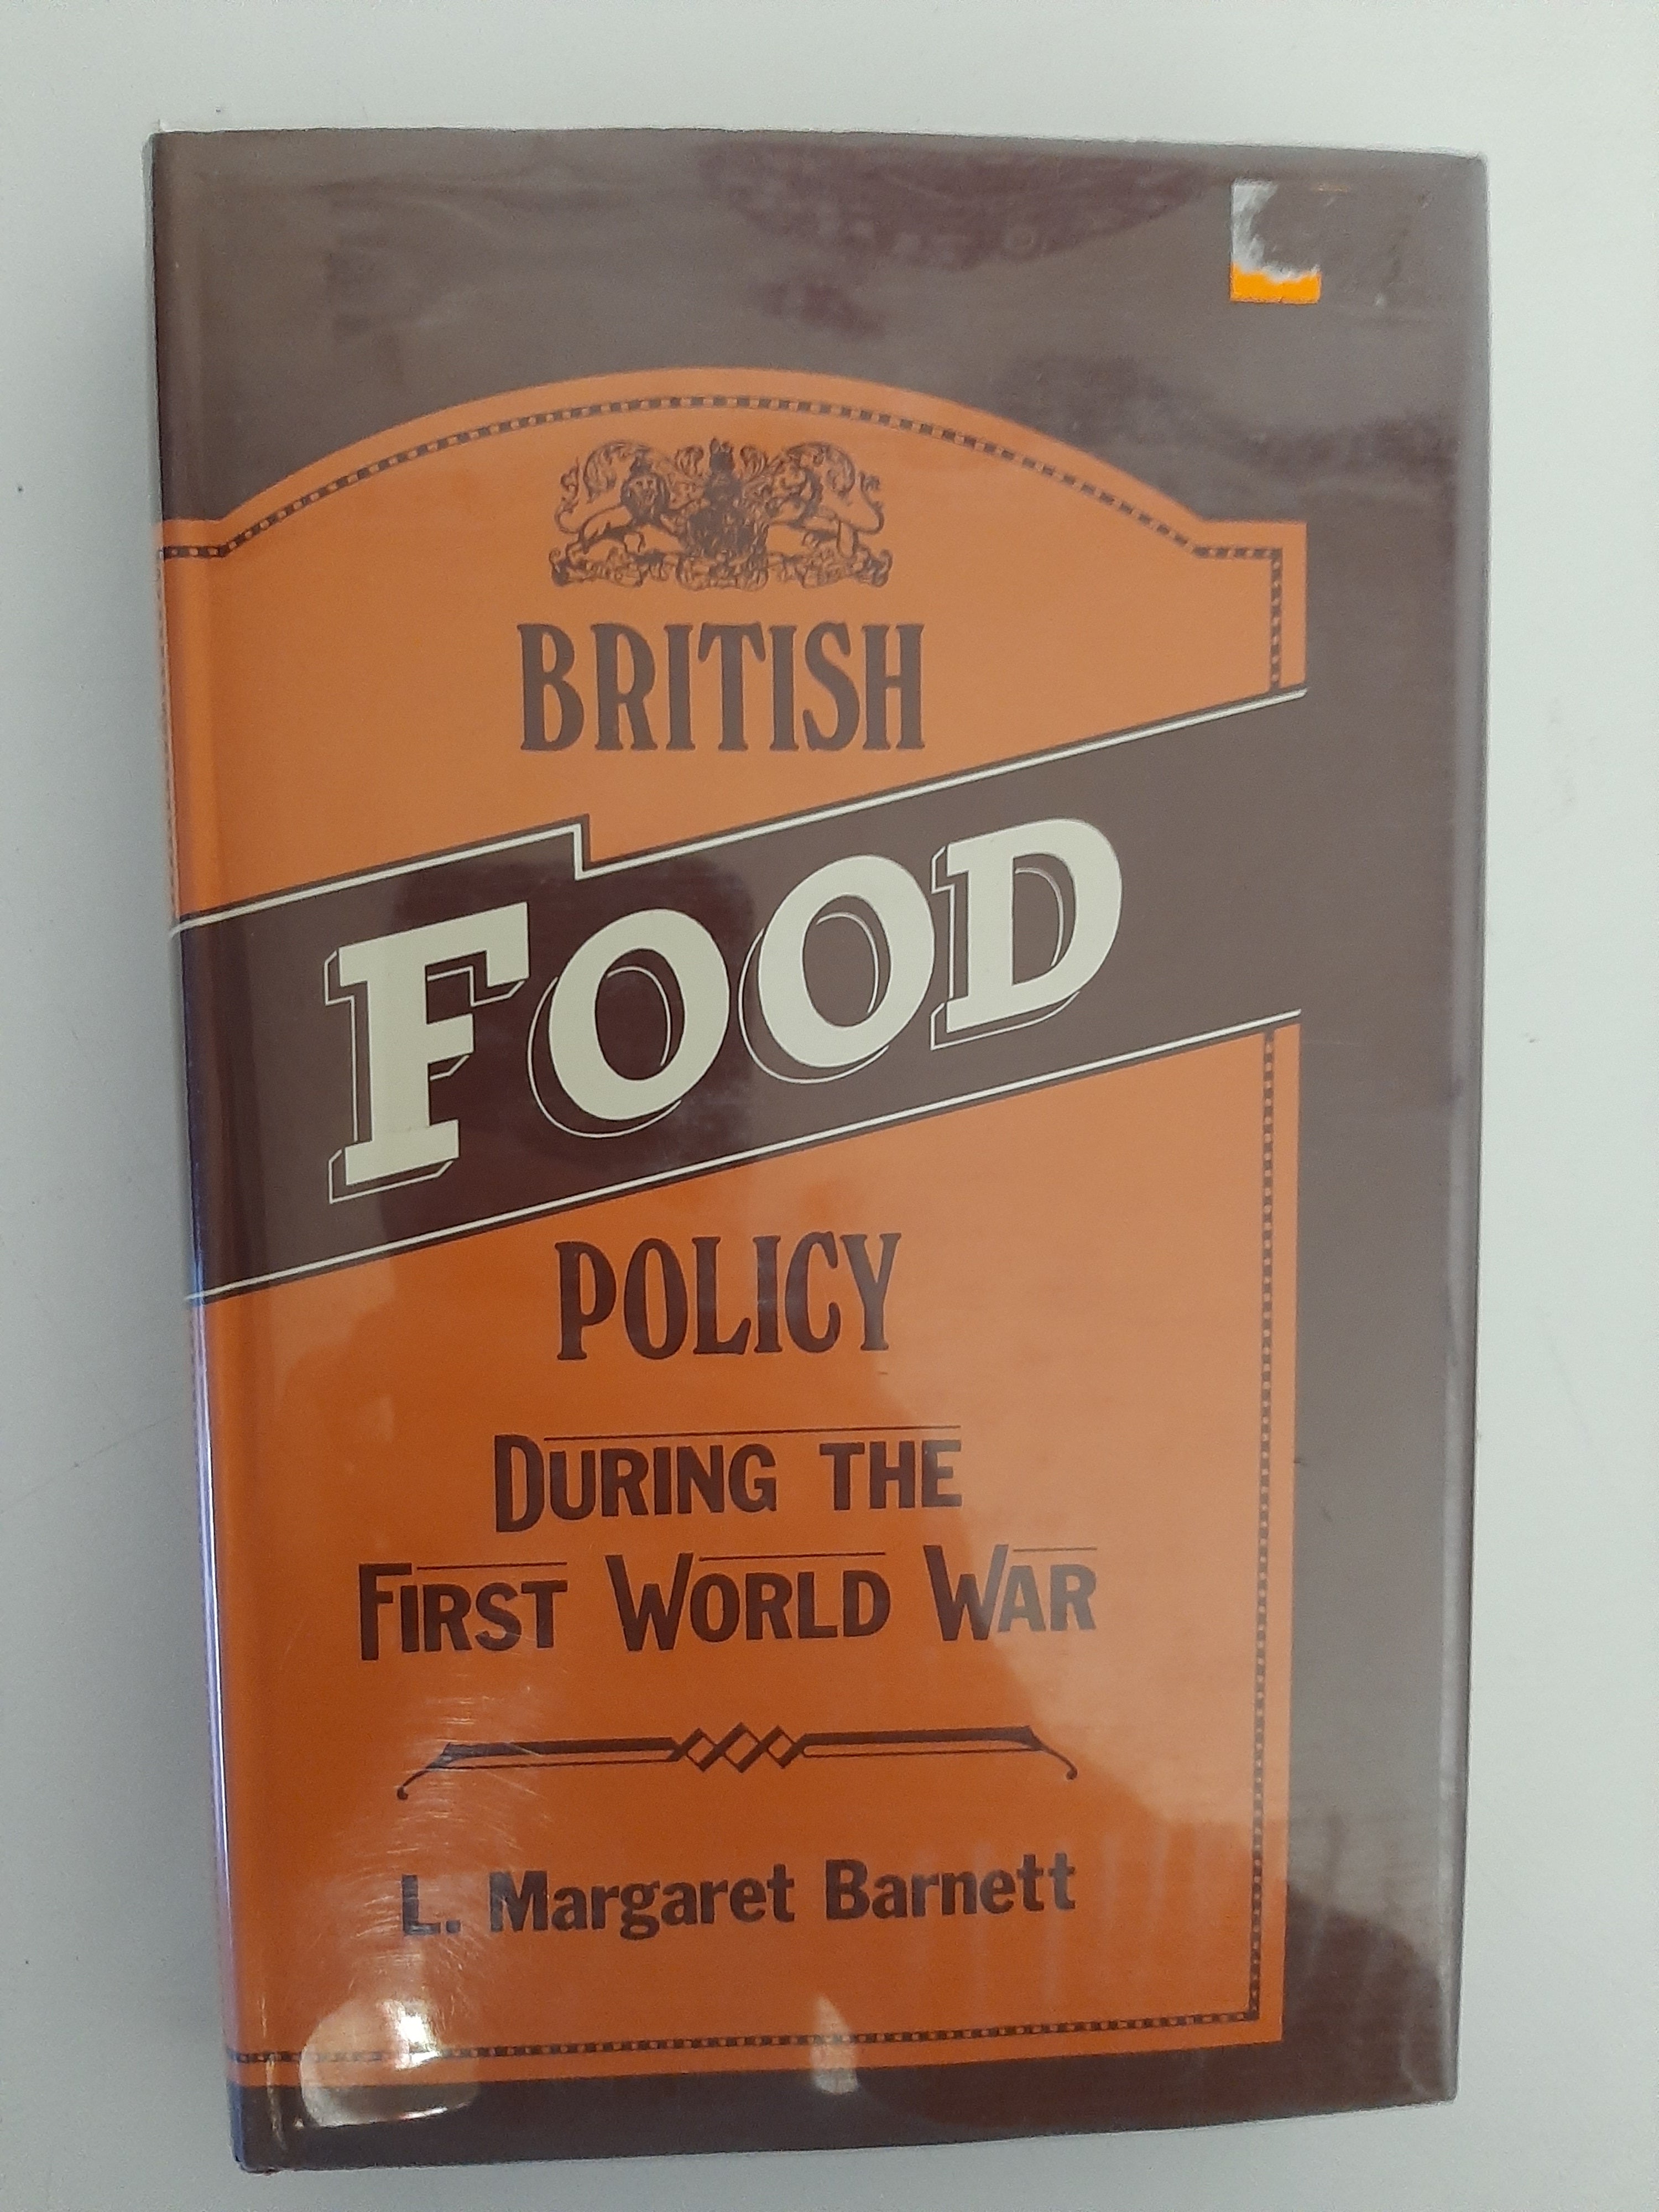 BRITISH
FOOD
POLICY
DURING THE
FIRST WORLD WAR
L. Margaret Barnett